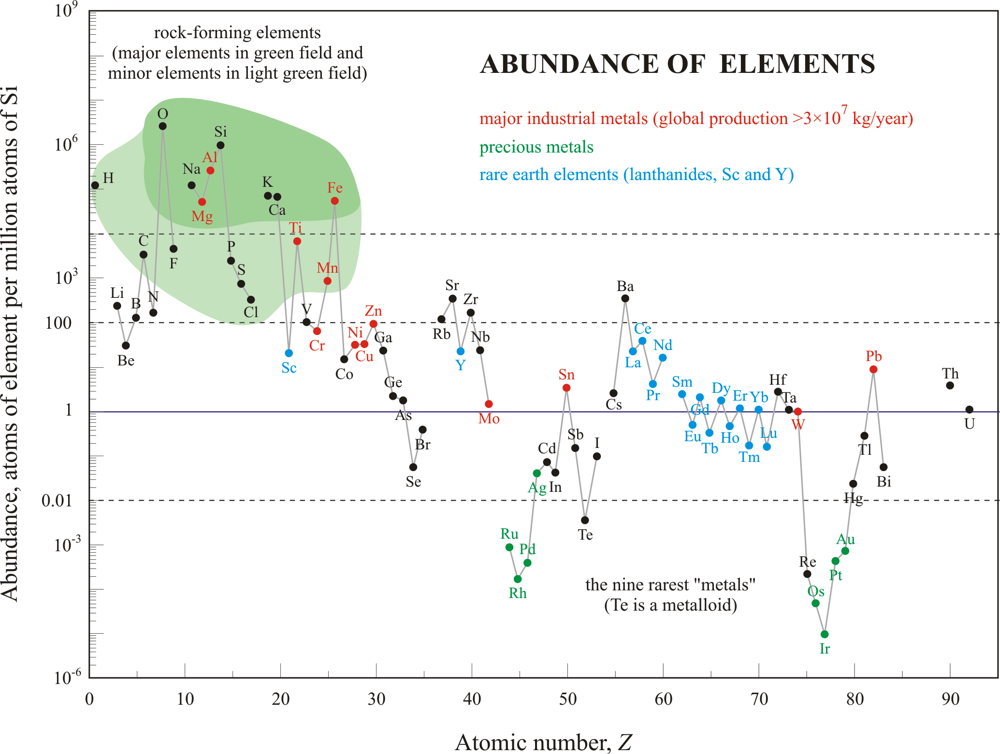 10⁹
rock-forming elements
(major elements in green field and
minor elements in light green field)
ABUNDANCE OF ELEMENTS
major industrial metals (global production >3×10⁷ kg/year)
precious metals
rare earth elements (lanthanides, Sc and Y)
Abundance, atoms of element per million atoms of Si
10⁶
10³
100
1
0.01
10⁻³
10⁻⁶
H
Li
Be
B
C
N
O
F
Na
Mg
Al
Si
P
S
Cl
K
Ca
Sc
Ti
V
Cr
Mn
Fe
Co
Ni
Cu
Zn
Ga
Ge
As
Se
Br
Rb
Sr
Y
Zr
Nb
Mo
Ru
Rh
Pd
Ag
Cd
In
Sn
Sb
Te
I
Cs
Ba
La
Ce
Pr
Nd
Sm
Eu
Gd
Tb
Dy
Ho
Er
Tm
Yb
Lu
Hf
Ta
W
Re
Os
Ir
Pt
Au
Hg
Tl
Pb
Bi
Th
U
the nine rarest "metals"
(Te is a metalloid)
0 10 20 30 40 50 60 70 80 90
Atomic number, Z